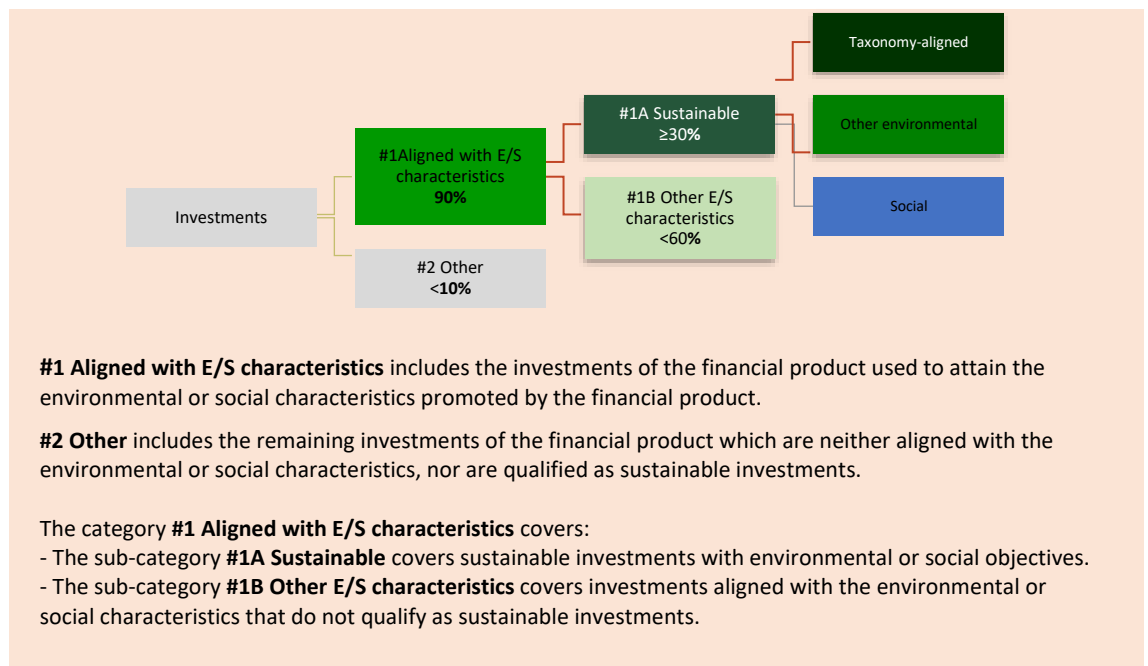 Taxonomy-aligned
#1A Sustainable
≥30%
Other environmental
#1Aligned with E/S
characteristics
90%
#1B Other E/S
characteristics
<60%
Investments
Social
#2 Other
<10%
#1 Aligned with E/S characteristics includes the investments of the financial product used to attain the
environmental or social characteristics promoted by the financial product.
#2 Other includes the remaining investments of the financial product which are neither aligned with the
environmental or social characteristics, nor are qualified as sustainable investments.
The category #1 Aligned with E/S characteristics covers:
- The sub-category #1A Sustainable covers sustainable investments with environmental or social objectives.
- The sub-category #1B Other E/S characteristics covers investments aligned with the environmental or
social characteristics that do not qualify as sustainable investments.